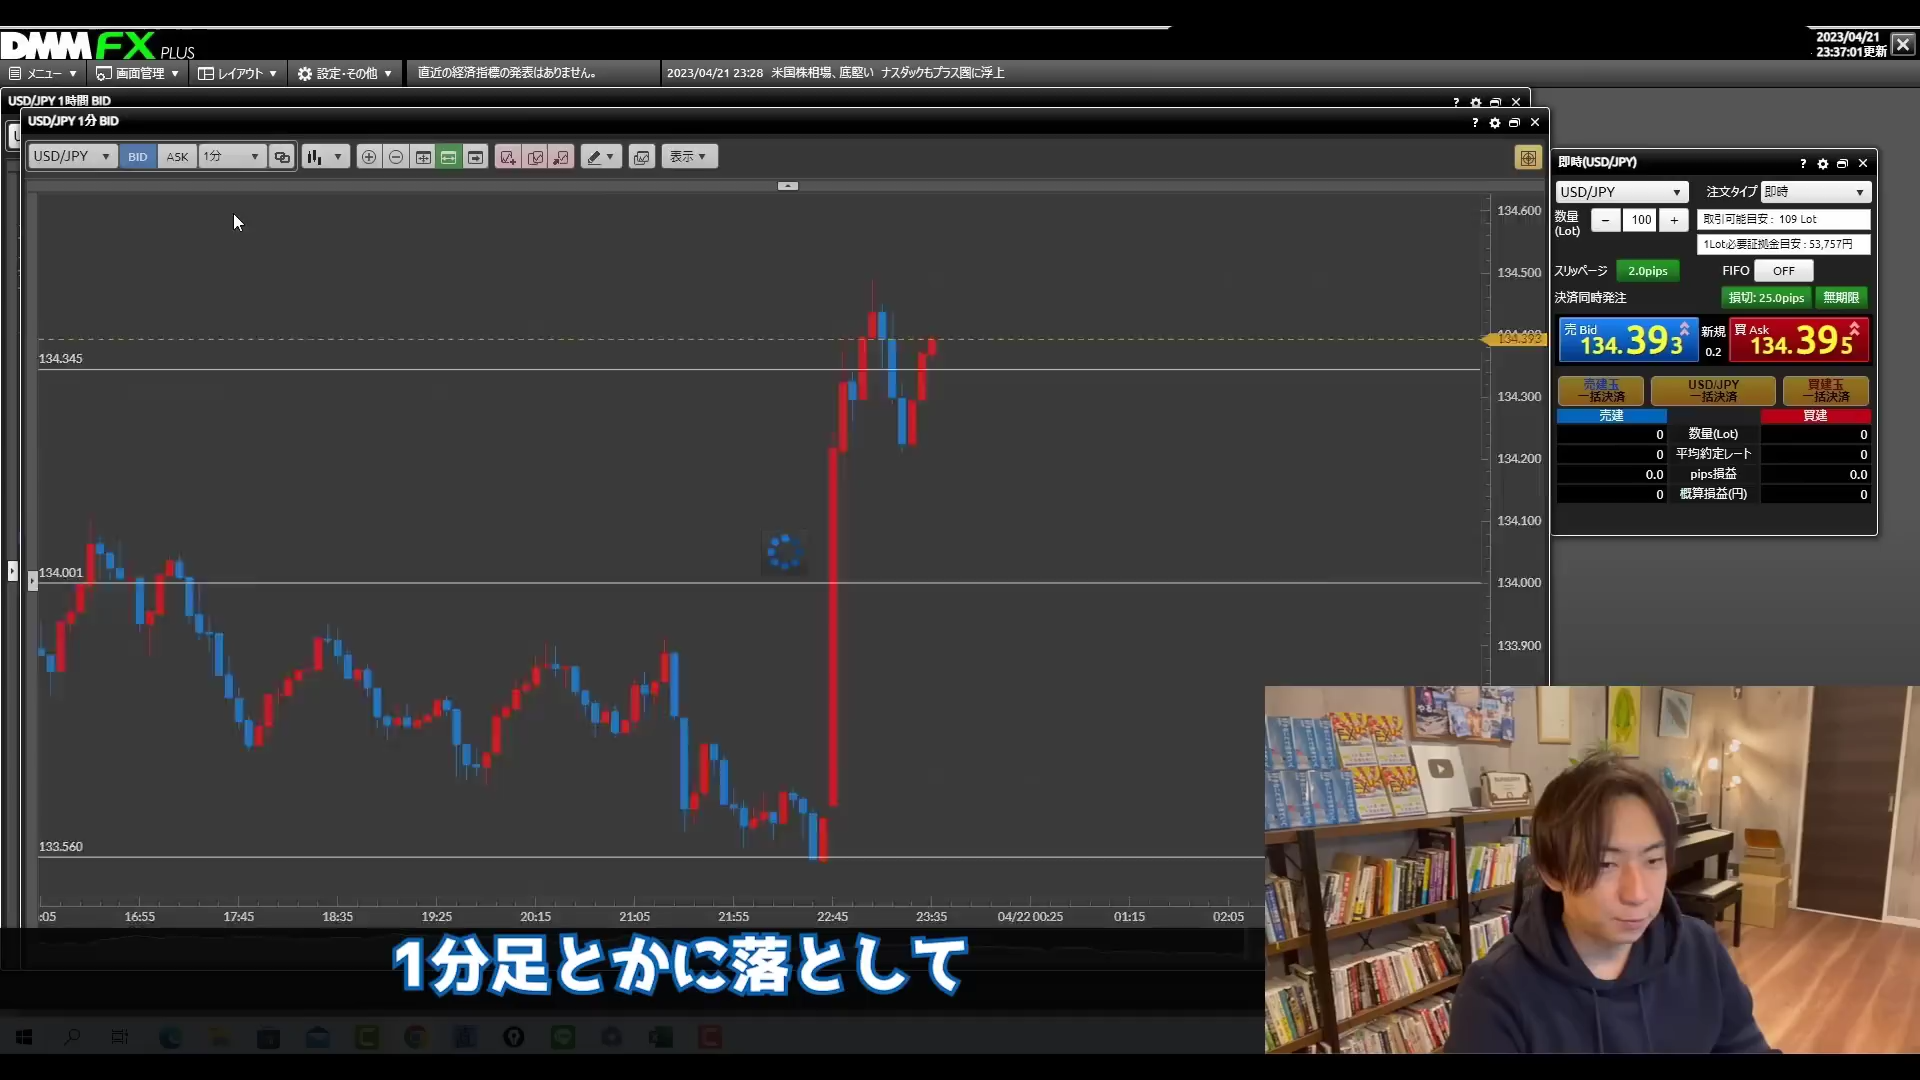 DMM FX PLUS
2023/04/21
23:37:01更新
メニュー
画面管理
レイアウト
設定・その他
直近の経済指標の発表はありません。
2023/04/21 23:28 米国株相場、底堅い ナスダックもプラス圏に浮上
USD/JPY 1時間 BID
USD/JPY 1分 BID
USD/JPY
BID
ASK
1分
表示
134.600
134.500
134.393
134.300
134.200
134.100
134.000
133.900
134.345
134.001
133.560
:05
16:55
17:45
18:35
19:25
20:15
21:05
21:55
22:45
23:35
04/22 00:25
01:15
02:05
即時(USD/JPY)
USD/JPY
注文タイプ
即時
数量
(Lot)
100
取引可能目安 : 109 Lot
1Lot必要証拠金目安 : 53,757円
スリッページ
2.0pips
FIFO
OFF
決済同時発注
損切: 25.0pips
無期限
売 Bid
134.393
新規
0.2
買 Ask
134.395
売建玉
一括決済
USD/JPY
一括決済
買建玉
一括決済
売建
買建
0 数量(Lot) 0
0 平均約定レート 0
0.0 pips損益 0.0
0 概算損益(円) 0
1分足とかに落として